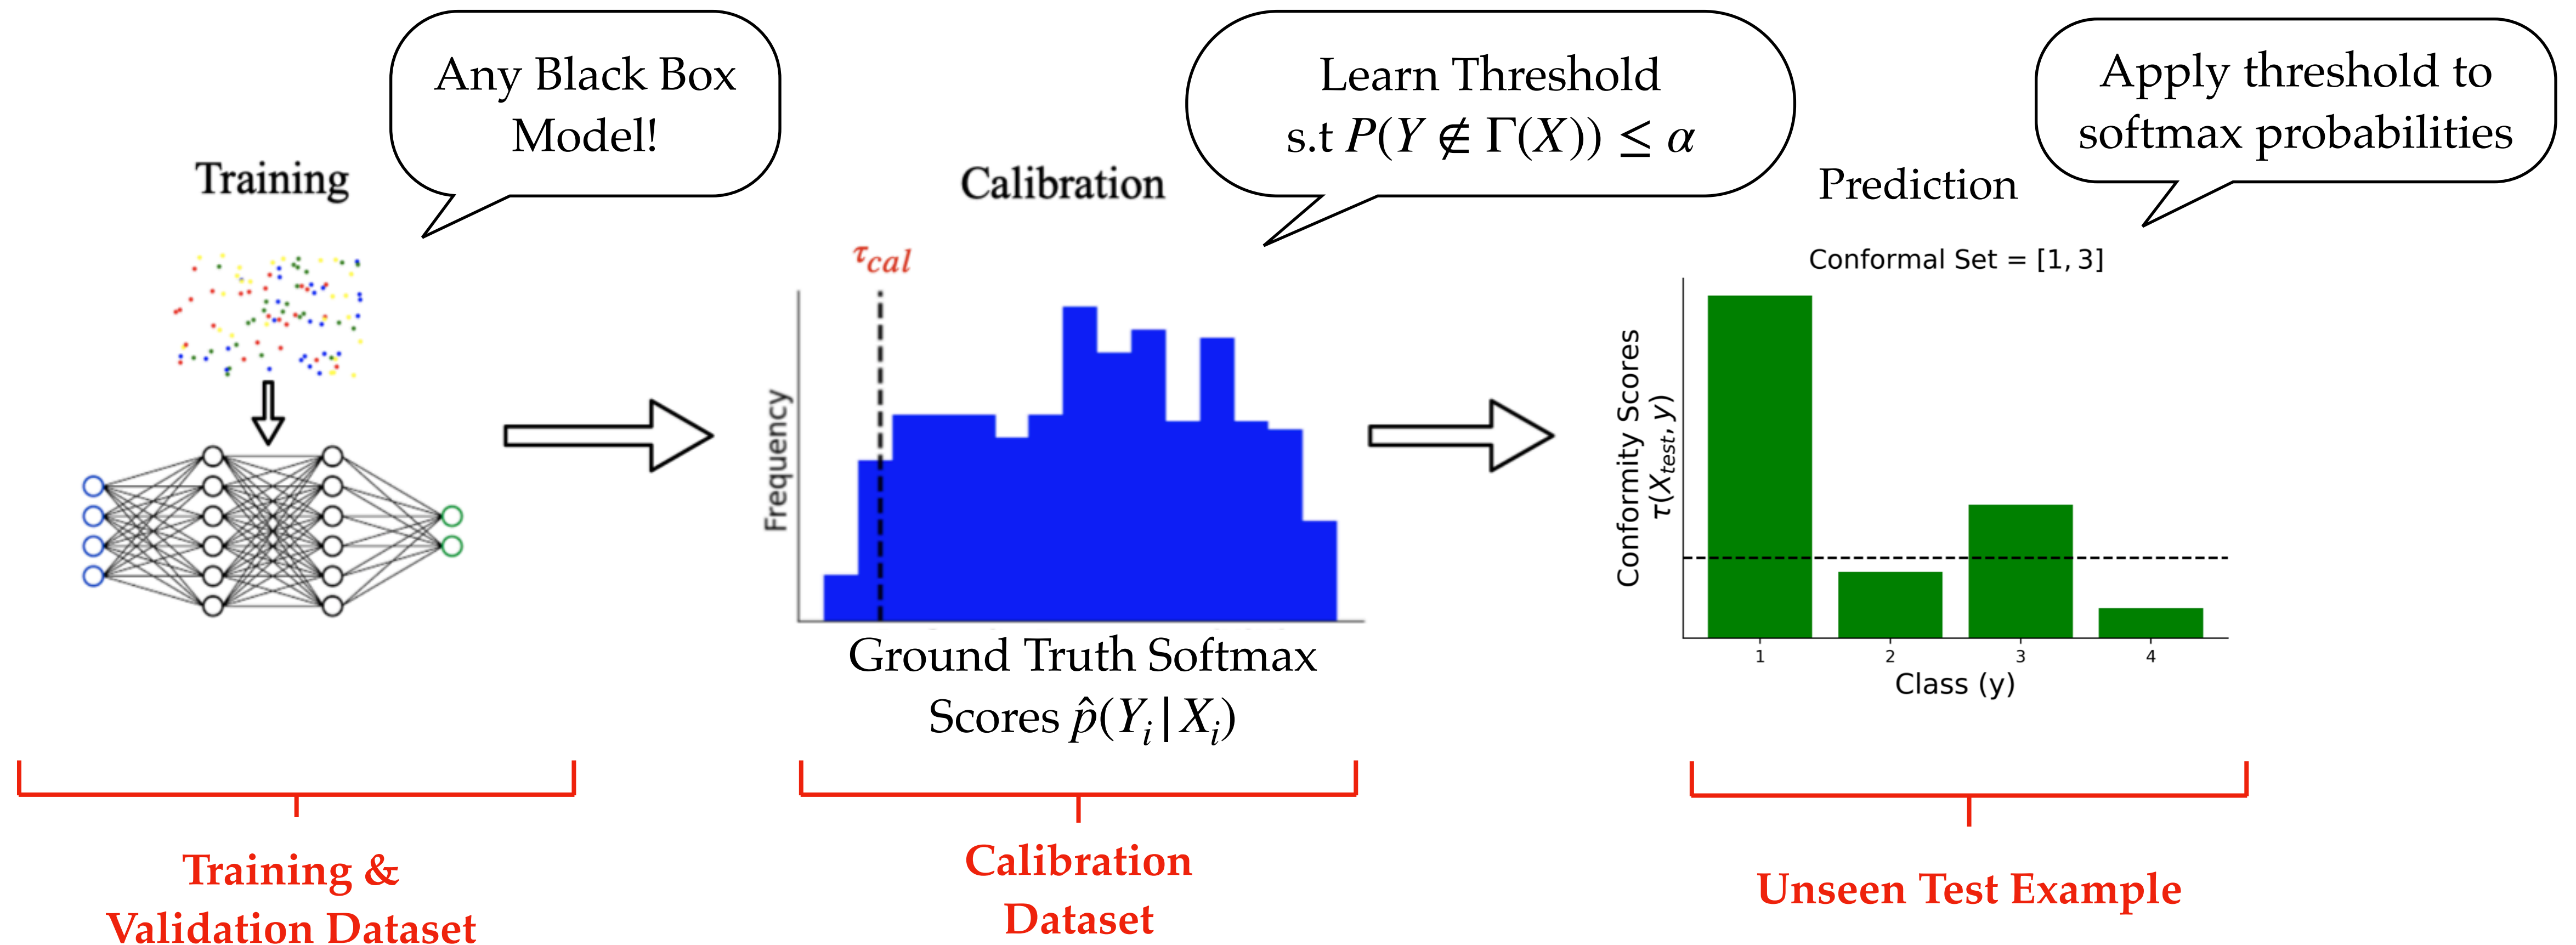 Any Black Box
Model!
Training
Learn Threshold
s.t P(Y ∉ Γ(X)) ≤ α
Calibration
τcal
Frequency
Ground Truth Softmax
Scores p̂(Yi|Xi)
Apply threshold to
softmax probabilities
Prediction
Conformal Set = [1, 3]
Conformity Scores
τ(Xtest, y)
1 2 3 4
Class (y)
Training &
Validation Dataset
Calibration
Dataset
Unseen Test Example